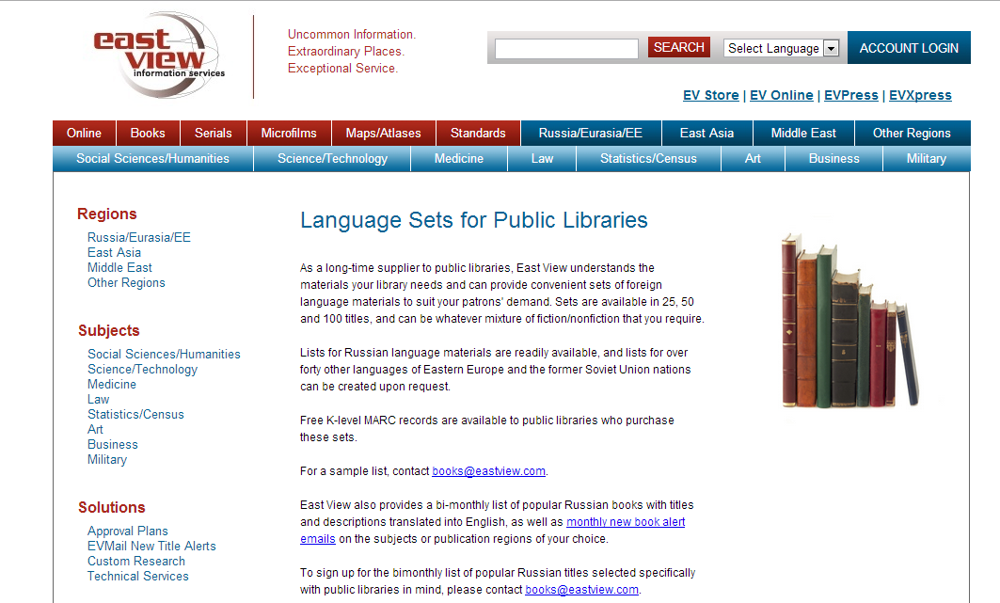 east
view
information services
Uncommon Information.
Extraordinary Places.
Exceptional Service.
SEARCH
Select Language
ACCOUNT LOGIN
EV Store | EV Online | EVPress | EVXpress
Online Books Serials Microfilms Maps/Atlases Standards Russia/Eurasia/EE East Asia Middle East Other Regions
Social Sciences/Humanities Science/Technology Medicine Law Statistics/Census Art Business Military
Regions
Russia/Eurasia/EE
East Asia
Middle East
Other Regions
Subjects
Social Sciences/Humanities
Science/Technology
Medicine
Law
Statistics/Census
Art
Business
Military
Solutions
Approval Plans
EVMail New Title Alerts
Custom Research
Technical Services
Language Sets for Public Libraries
As a long-time supplier to public libraries, East View understands the
materials your library needs and can provide convenient sets of foreign
language materials to suit your patrons' demand. Sets are available in 25, 50
and 100 titles, and can be whatever mixture of fiction/nonfiction that you require.
Lists for Russian language materials are readily available, and lists for over
forty other languages of Eastern Europe and the former Soviet Union nations
can be created upon request.
Free K-level MARC records are available to public libraries who purchase
these sets.
For a sample list, contact books@eastview.com.
East View also provides a bi-monthly list of popular Russian books with titles
and descriptions translated into English, as well as monthly new book alert
emails on the subjects or publication regions of your choice.
To sign up for the bimonthly list of popular Russian titles selected specifically
with public libraries in mind, please contact books@eastview.com.